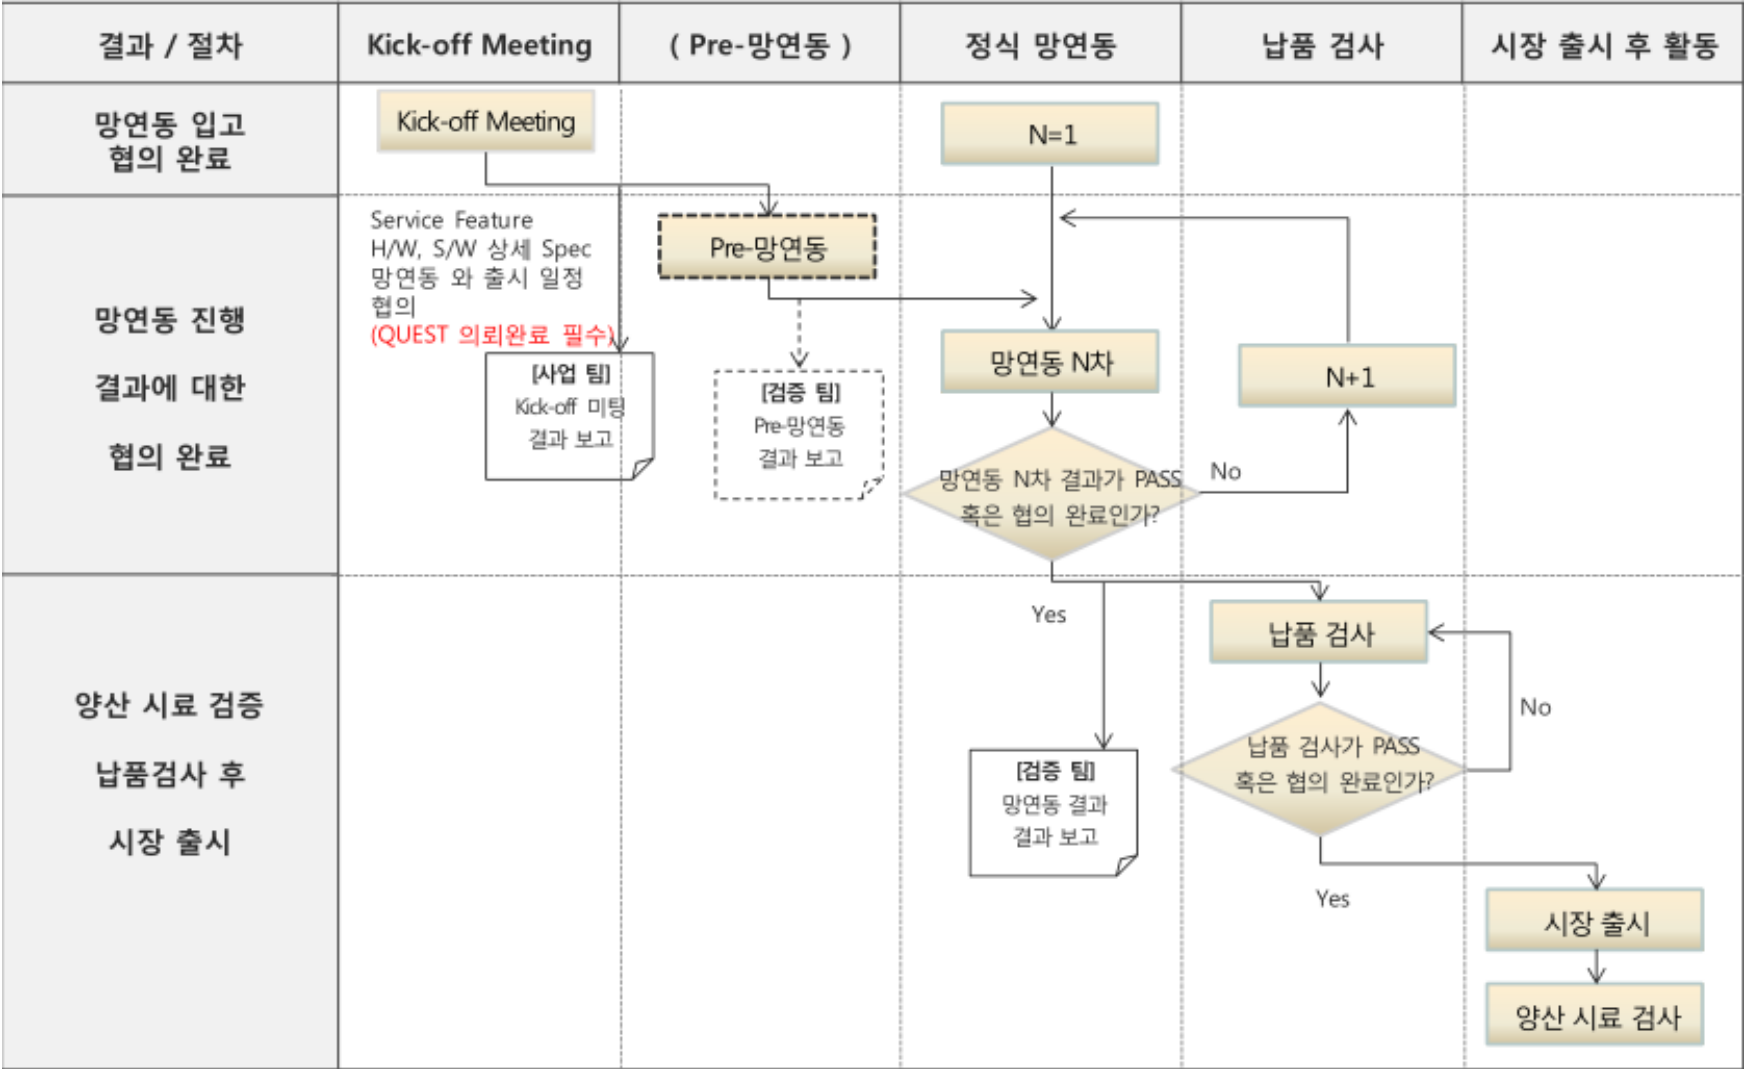 결과 / 절차
Kick-off Meeting
( Pre-망연동 )
정식 망연동
납품 검사
시장 출시 후 활동
망연동 입고
협의 완료
Kick-off Meeting
N=1
망연동 진행
결과에 대한
협의 완료
Service Feature
H/W, S/W 상세 Spec
망연동 와 출시 일정
협의
(QUEST 의뢰완료 필수)
[사업 팀]
Kick-off 미팅
결과 보고
Pre-망연동
[검증 팀]
Pre-망연동
결과 보고
망연동 N차
N+1
망연동 N차 결과가 PASS
혹은 협의 완료인가?
No
Yes
양산 시료 검증
납품검사 후
시장 출시
[검증 팀]
망연동 결과
결과 보고
납품 검사
납품 검사가 PASS
혹은 협의 완료인가?
No
Yes
시장 출시
양산 시료 검사